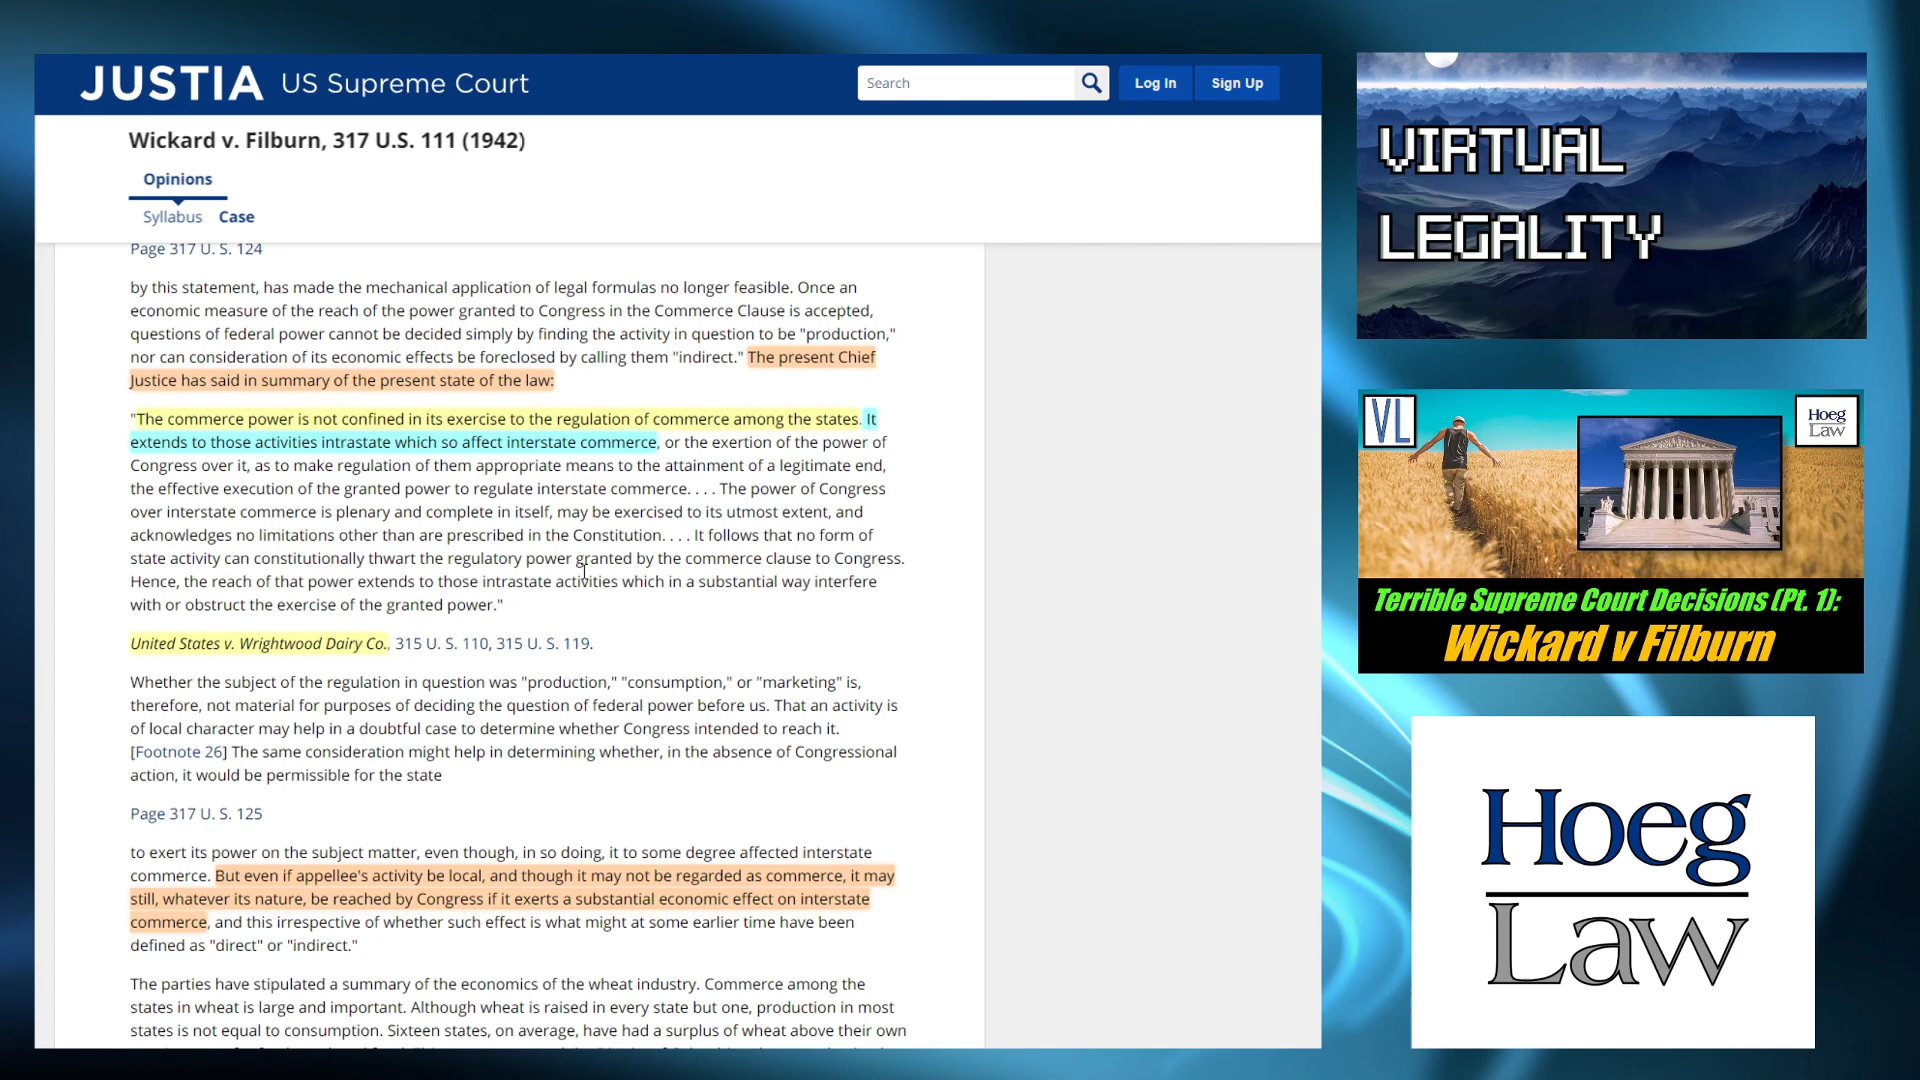 JUSTIA US Supreme Court
Search
Log In
Sign Up
Wickard v. Filburn, 317 U.S. 111 (1942)
Opinions
Syllabus Case
Page 317 U. S. 124
by this statement, has made the mechanical application of legal formulas no longer feasible. Once an
economic measure of the reach of the power granted to Congress in the Commerce Clause is accepted,
questions of federal power cannot be decided simply by finding the activity in question to be "production,"
nor can consideration of its economic effects be foreclosed by calling them "indirect." The present Chief
Justice has said in summary of the present state of the law:
"The commerce power is not confined in its exercise to the regulation of commerce among the states. It
extends to those activities intrastate which so affect interstate commerce, or the exertion of the power of
Congress over it, as to make regulation of them appropriate means to the attainment of a legitimate end,
the effective execution of the granted power to regulate interstate commerce. . . . The power of Congress
over interstate commerce is plenary and complete in itself, may be exercised to its utmost extent, and
acknowledges no limitations other than are prescribed in the Constitution. . . . It follows that no form of
state activity can constitutionally thwart the regulatory power granted by the commerce clause to Congress.
Hence, the reach of that power extends to those intrastate activities which in a substantial way interfere
with or obstruct the exercise of the granted power."
United States v. Wrightwood Dairy Co., 315 U. S. 110, 315 U. S. 119.
Whether the subject of the regulation in question was "production," "consumption," or "marketing" is,
therefore, not material for purposes of deciding the question of federal power before us. That an activity is
of local character may help in a doubtful case to determine whether Congress intended to reach it.
[Footnote 26] The same consideration might help in determining whether, in the absence of Congressional
action, it would be permissible for the state
Page 317 U. S. 125
to exert its power on the subject matter, even though, in so doing, it to some degree affected interstate
commerce. But even if appellee's activity be local, and though it may not be regarded as commerce, it may
still, whatever its nature, be reached by Congress if it exerts a substantial economic effect on interstate
commerce, and this irrespective of whether such effect is what might at some earlier time have been
defined as "direct" or "indirect."
The parties have stipulated a summary of the economics of the wheat industry. Commerce among the
states in wheat is large and important. Although wheat is raised in every state but one, production in most
states is not equal to consumption. Sixteen states, on average, have had a surplus of wheat above their own
VIRTUAL
LEGALITY
VL
Hoeg
Law
Terrible Supreme Court Decisions (Pt. 1):
Wickard v Filburn
Hoeg
Law